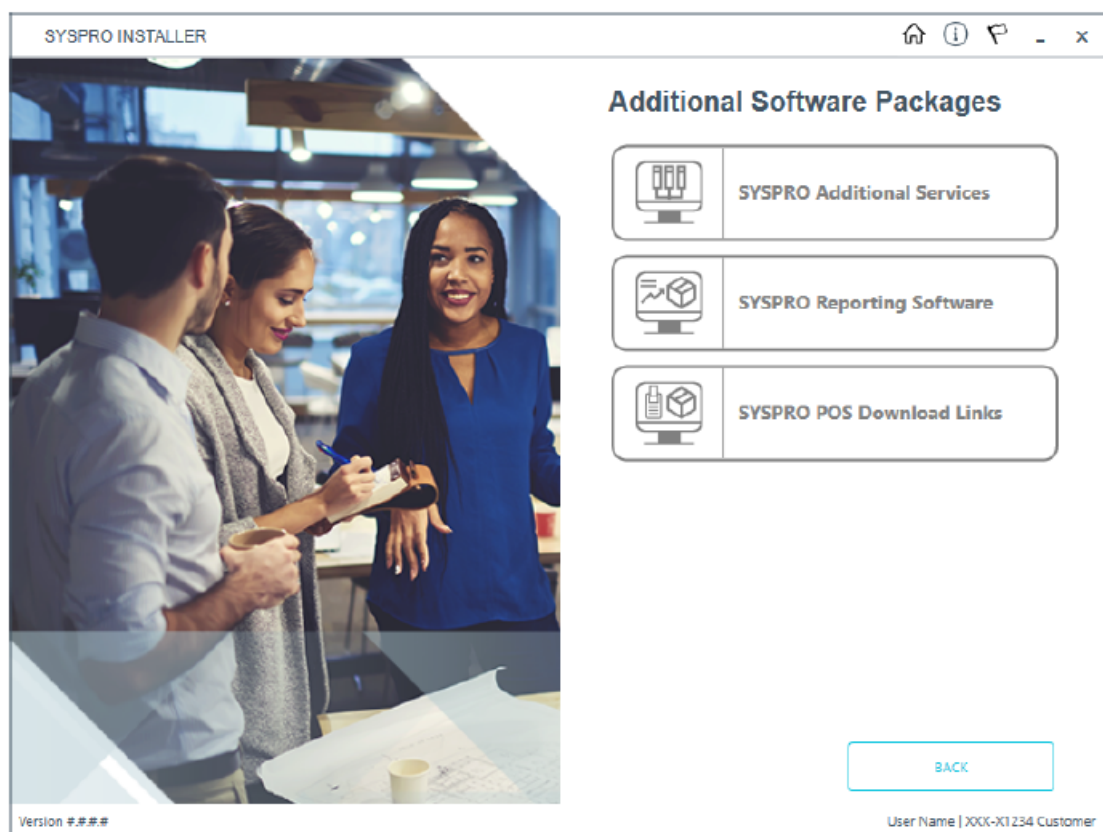 SYSPRO INSTALLER
Additional Software Packages
SYSPRO Additional Services
SYSPRO Reporting Software
SYSPRO POS Download Links
BACK
Version #.#.#.#
User Name | XXX-X1234 Customer